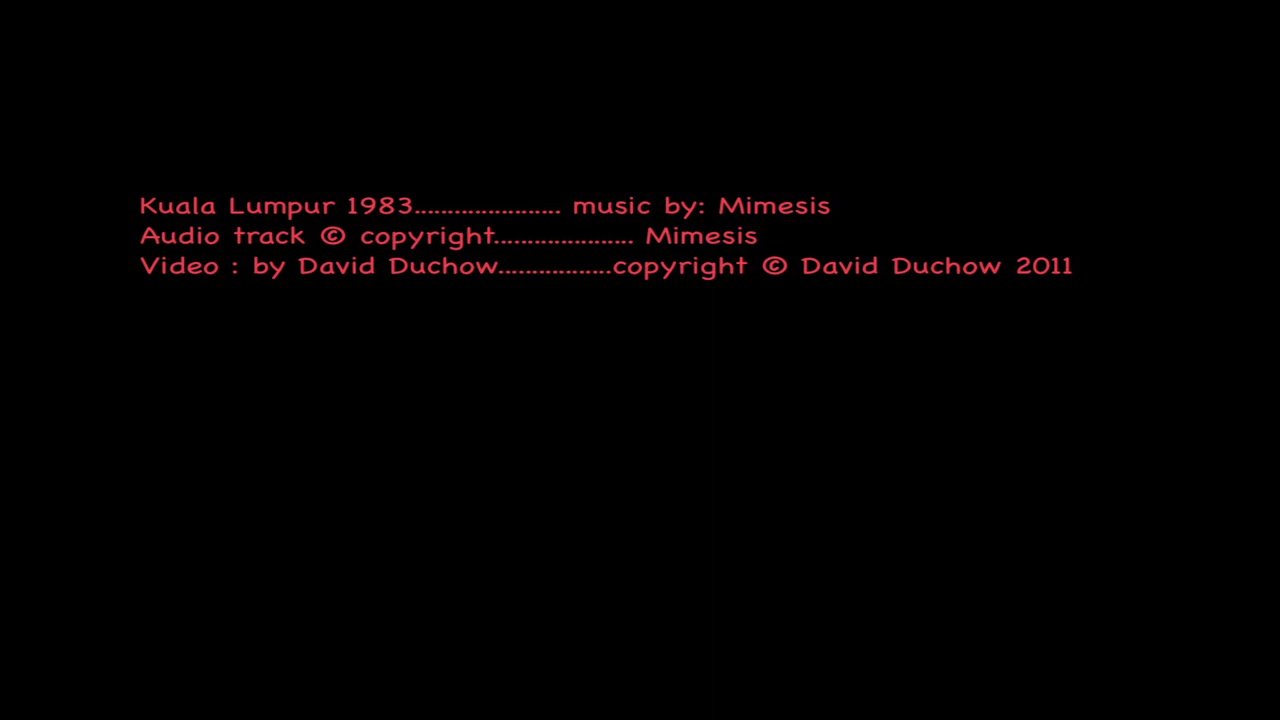 Kuala Lumpur 1983...................... music by: Mimesis
Audio track © copyright..................... Mimesis
Video : by David Duchow.................copyright © David Duchow 2011